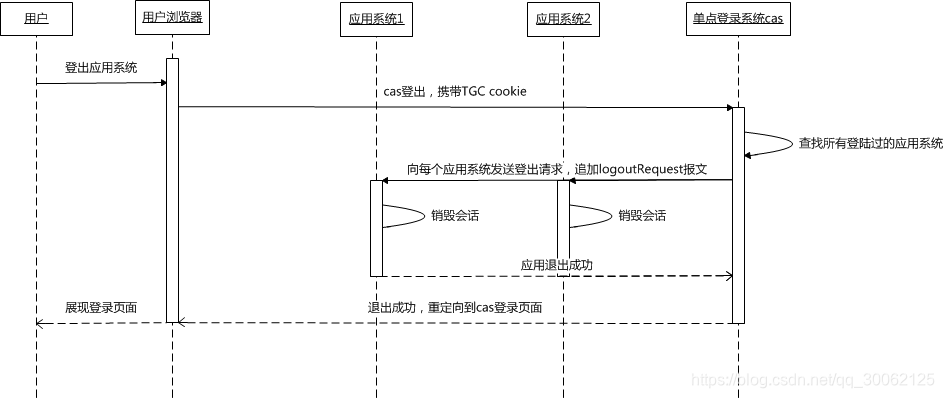 用户
用户浏览器
应用系统1
应用系统2
单点登录系统cas
登出应用系统
cas登出，携带TGC cookie
查找所有登陆过的应用系统
向每个应用系统发送登出请求，追加logoutRequest报文
销毁会话
销毁会话
应用退出成功
展现登录页面
退出成功，重定向到cas登录页面
https://blog.csdn.net/qq_30062125